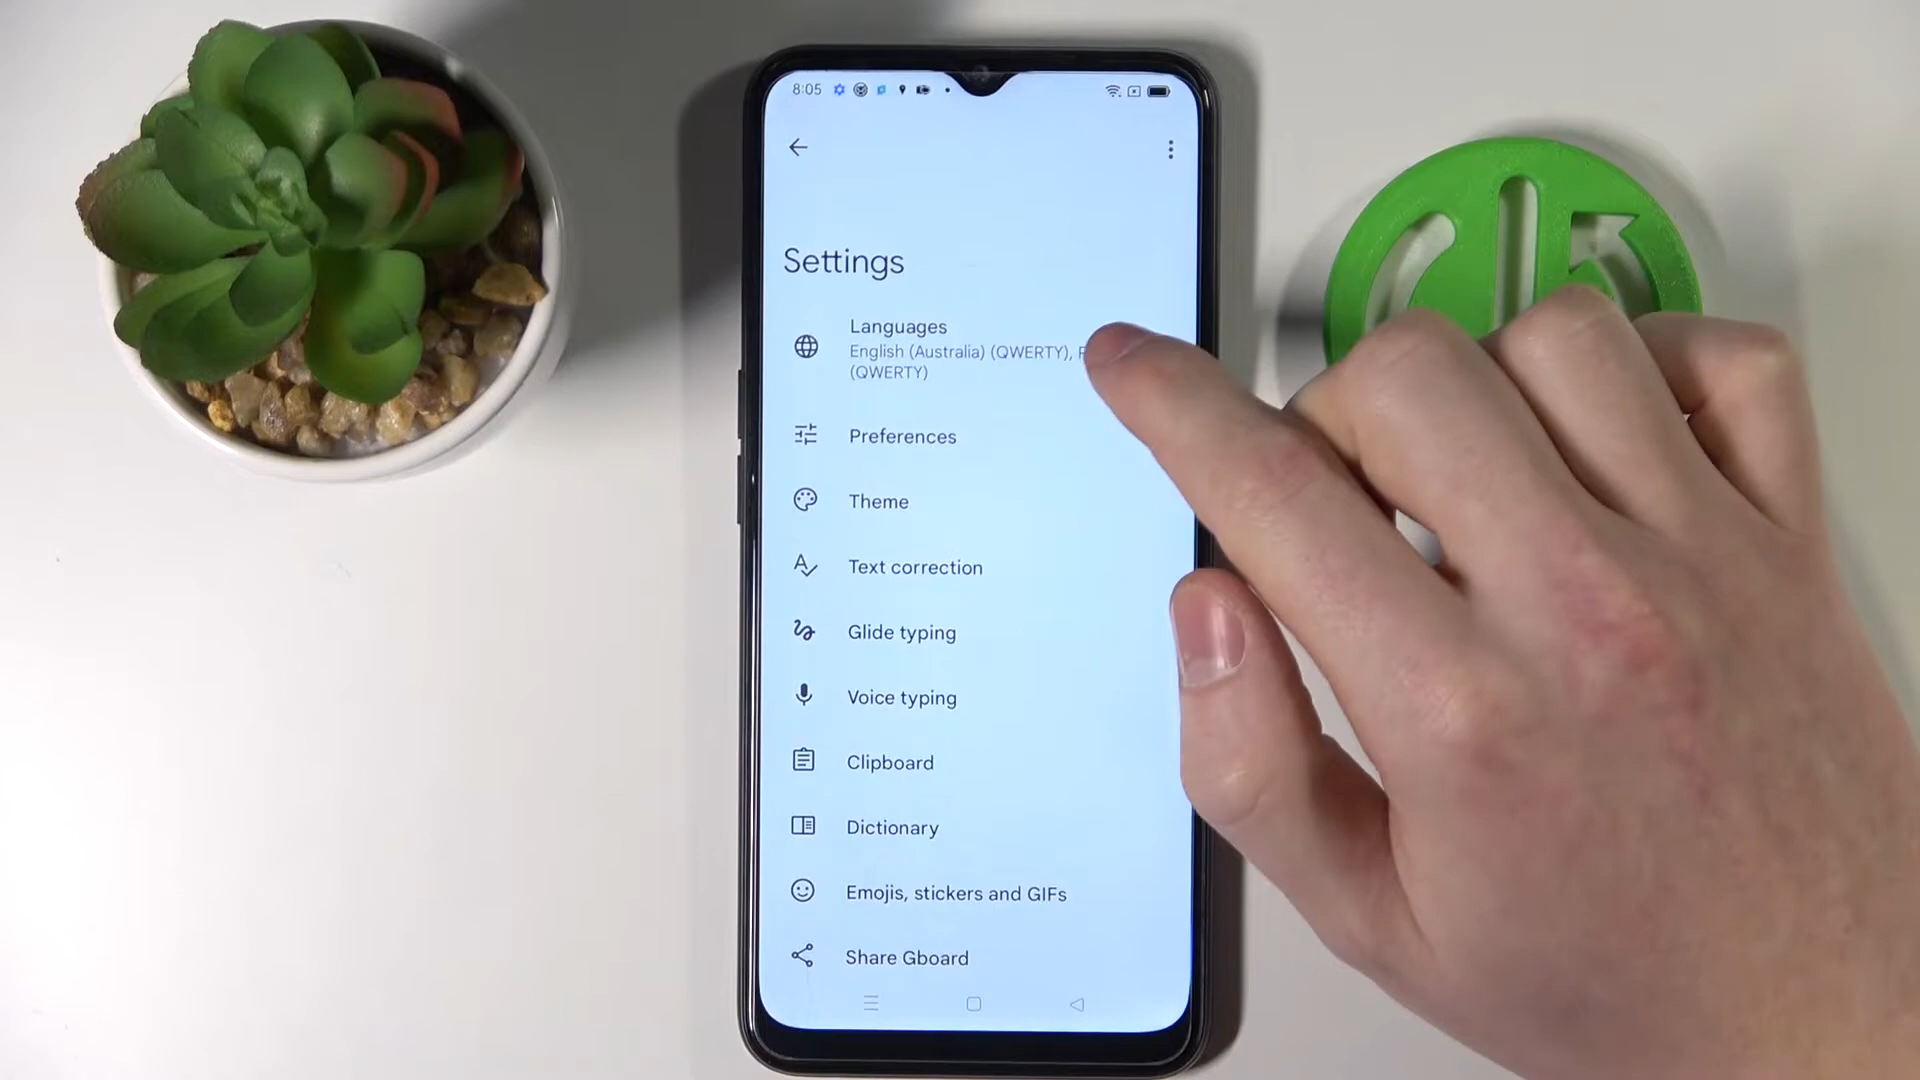 8:05
Settings
Languages
English (Australia) (QWERTY),
(QWERTY)
Preferences
Theme
Text correction
Glide typing
Voice typing
Clipboard
Dictionary
Emojis, stickers and GIFs
Share Gboard